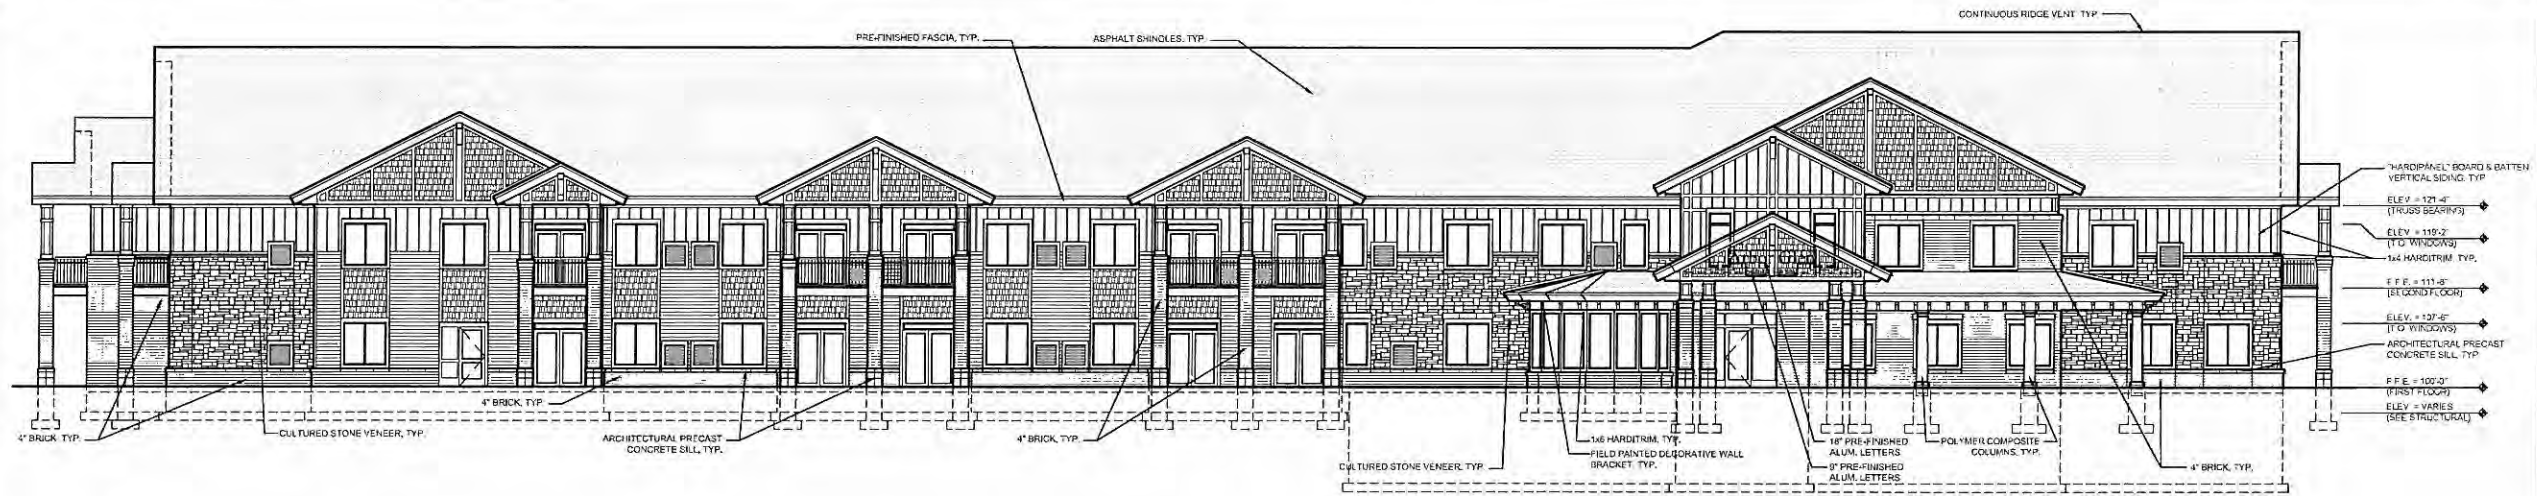 CONTINUOUS RIDGE VENT TYP
PRE-FINISHED FASCIA, TYP.
ASPHALT SHINGLES, TYP
"HARDIPANEL" BOARD & BATTEN
VERTICAL SIDING, TYP
ELEV = 121'-4"
(TRUSS BEARING)
ELEV = 119'-2"
(T.O. WINDOWS)
1x4 HARDITRIM, TYP.
F.F.E. = 111'-8"
(SECOND FLOOR)
ELEV. = 107'-6"
(T.O. WINDOWS)
ARCHITECTURAL PRECAST
CONCRETE SILL, TYP
F.F.E. = 100'-0"
(FIRST FLOOR)
ELEV = VARIES
(SEE STRUCTURAL)
4" BRICK, TYP.
4" BRICK, TYP.
CULTURED STONE VENEER, TYP.
ARCHITECTURAL PRECAST
CONCRETE SILL, TYP.
4" BRICK, TYP.
CULTURED STONE VENEER, TYP
1x6 HARDITRIM, TYP.
FIELD PAINTED DECORATIVE WALL
BRACKET, TYP.
18" PRE-FINISHED
ALUM. LETTERS
9" PRE-FINISHED
ALUM. LETTERS
POLYMER COMPOSITE
COLUMNS, TYP.
4" BRICK, TYP.